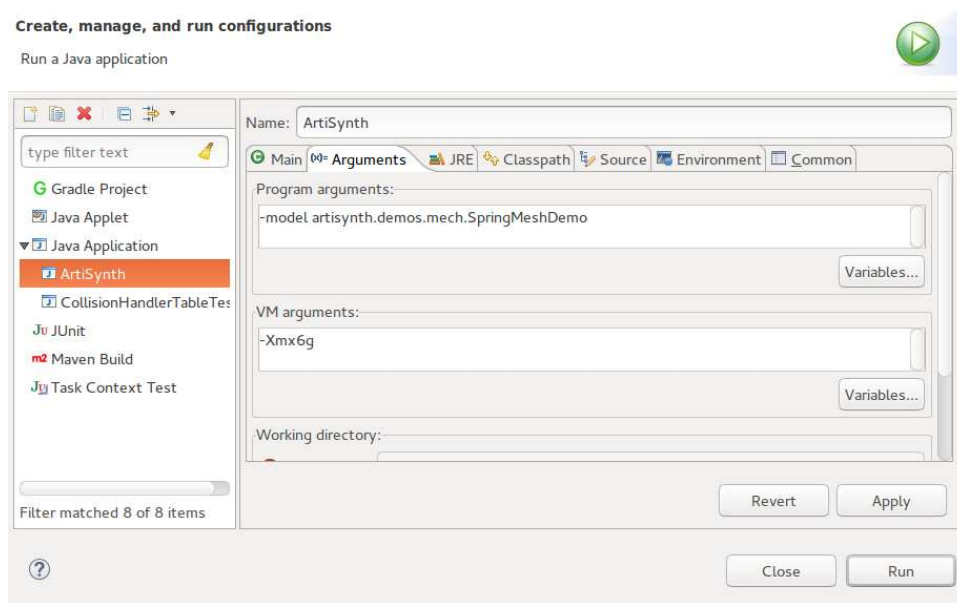 Create, manage, and run configurations
Run a Java application
type filter text
G Gradle Project
Java Applet
Java Application
ArtiSynth
CollisionHandlerTableTes
Ju JUnit
m2 Maven Build
Ju Task Context Test
Filter matched 8 of 8 items
Name: ArtiSynth
Main (x)= Arguments JRE Classpath Source Environment Common
Program arguments:
-model artisynth.demos.mech.SpringMeshDemo
Variables...
VM arguments:
-Xmx6g
Variables...
Working directory:
Revert Apply
? Close Run